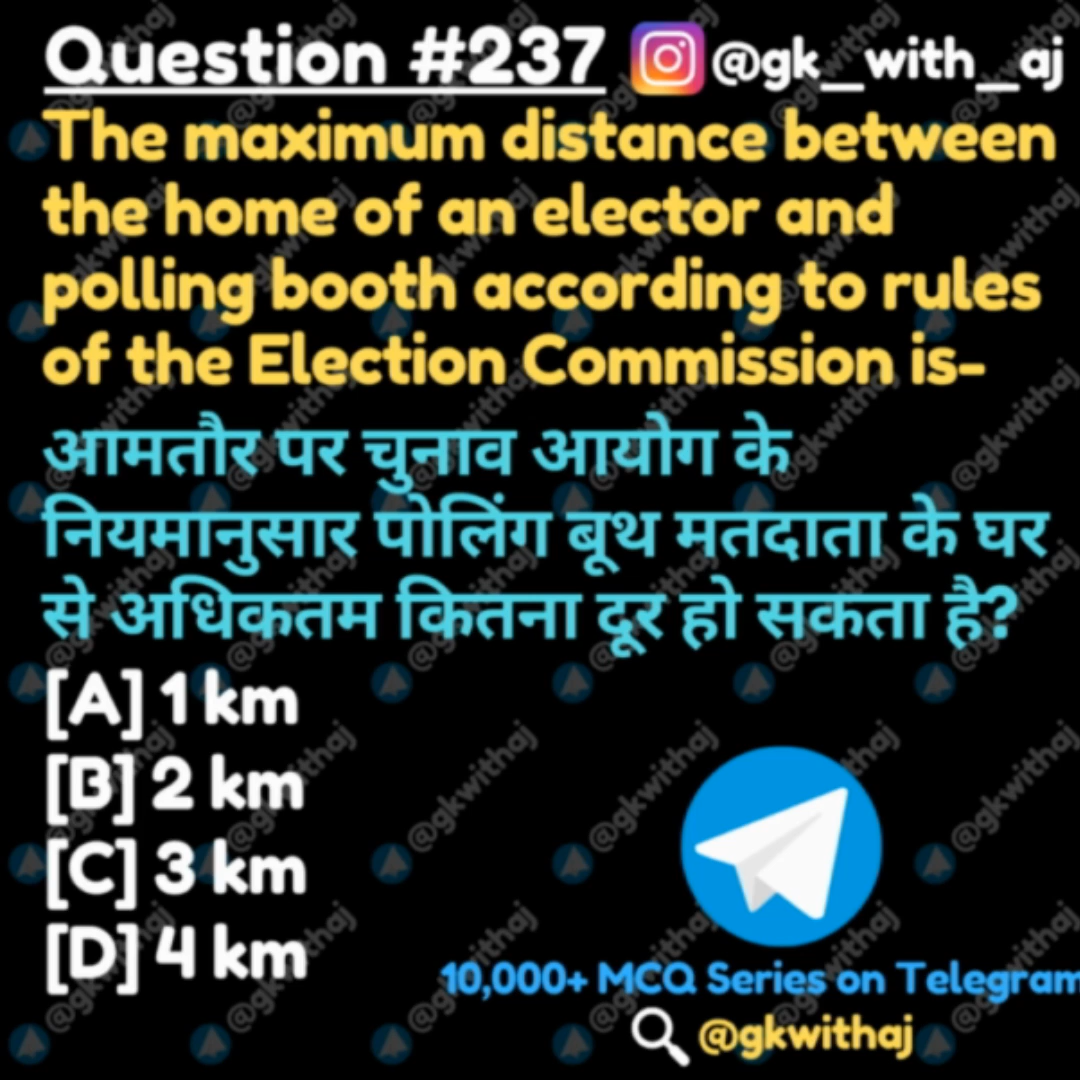 Question #237 @gk_with_aj
The maximum distance between
the home of an elector and
polling booth according to rules
of the Election Commission is-
आमतौर पर चुनाव आयोग के
नियमानुसार पोलिंग बूथ मतदाता के घर
से अधिकतम कितना दूर हो सकता है?
[A] 1 km
[B] 2 km
[C] 3 km
[D] 4 km
10,000+ MCQ Series on Telegram
@gkwithaj